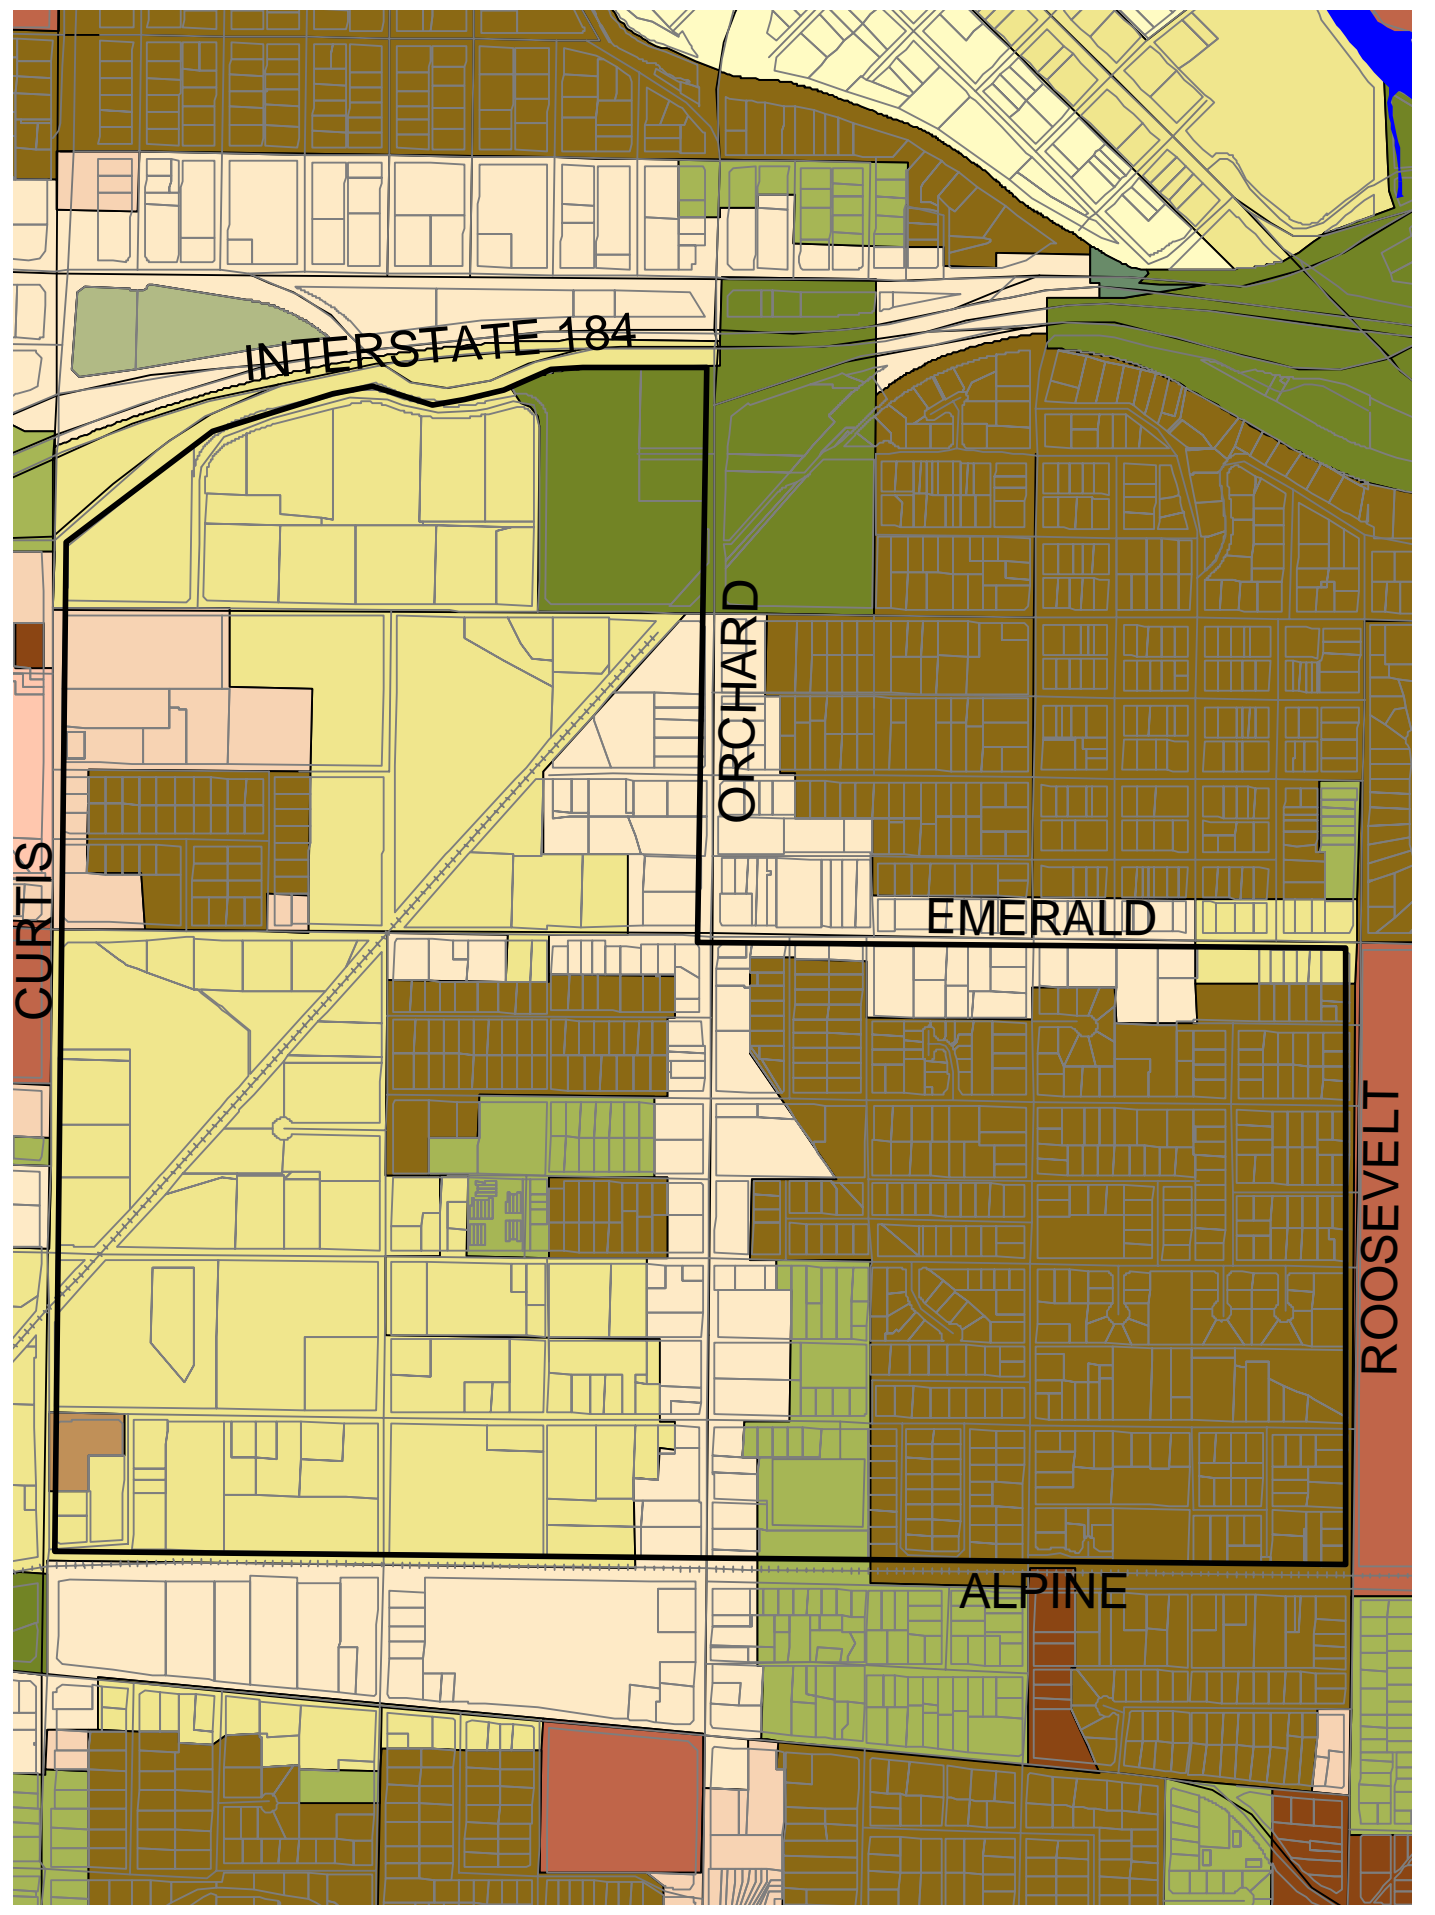 INTERSTATE 184
ORCHARD
CURTIS
EMERALD
ROOSEVELT
ALPINE